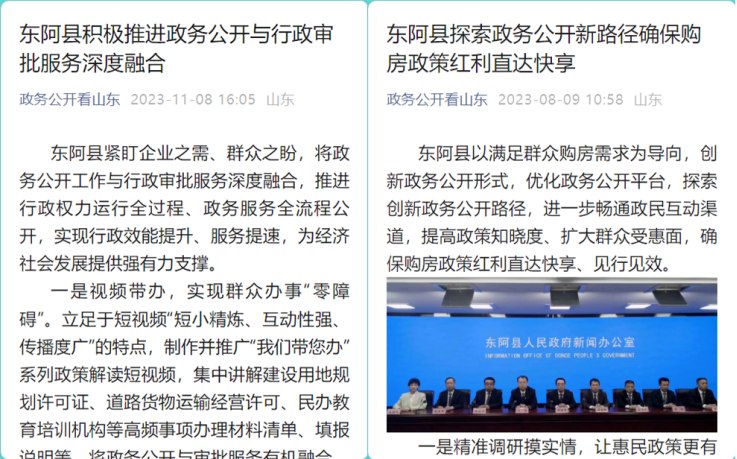 东阿县积极推进政务公开与行政审
批服务深度融合
政务公开看山东 2023-11-08 16:05 山东
东阿县紧盯企业之需、群众之盼，将政
务公开工作与行政审批服务深度融合，推进
行政权力运行全过程、政务服务全流程公
开，实现行政效能提升、服务提速，为经济
社会发展提供强有力支撑。
一是视频带办，实现群众办事“零障
碍”。立足于短视频“短小精炼、互动性强、
传播度广”的特点，制作并推广“我们带您办”
系列政策解读短视频，集中讲解建设用地规
划许可证、道路货物运输经营许可、民办教
育培训机构等高频事项办理材料清单、填报
说明等，将政务公开与审批服务有机融合，
东阿县探索政务公开新路径确保购
房政策红利直达快享
政务公开看山东 2023-08-09 10:58 山东
东阿县以满足群众购房需求为导向，创
新政务公开形式，优化政务公开平台，探索
创新政务公开路径，进一步畅通政民互动渠
道，提高政策知晓度、扩大群众受惠面，确
保购房政策红利直达快享、见行见效。
东阿县人民政府新闻办公室
INFORMATION OFFICE OF DONGE PEOPLE'S GOVERNMENT
一是精准调研摸实情，让惠民政策更有